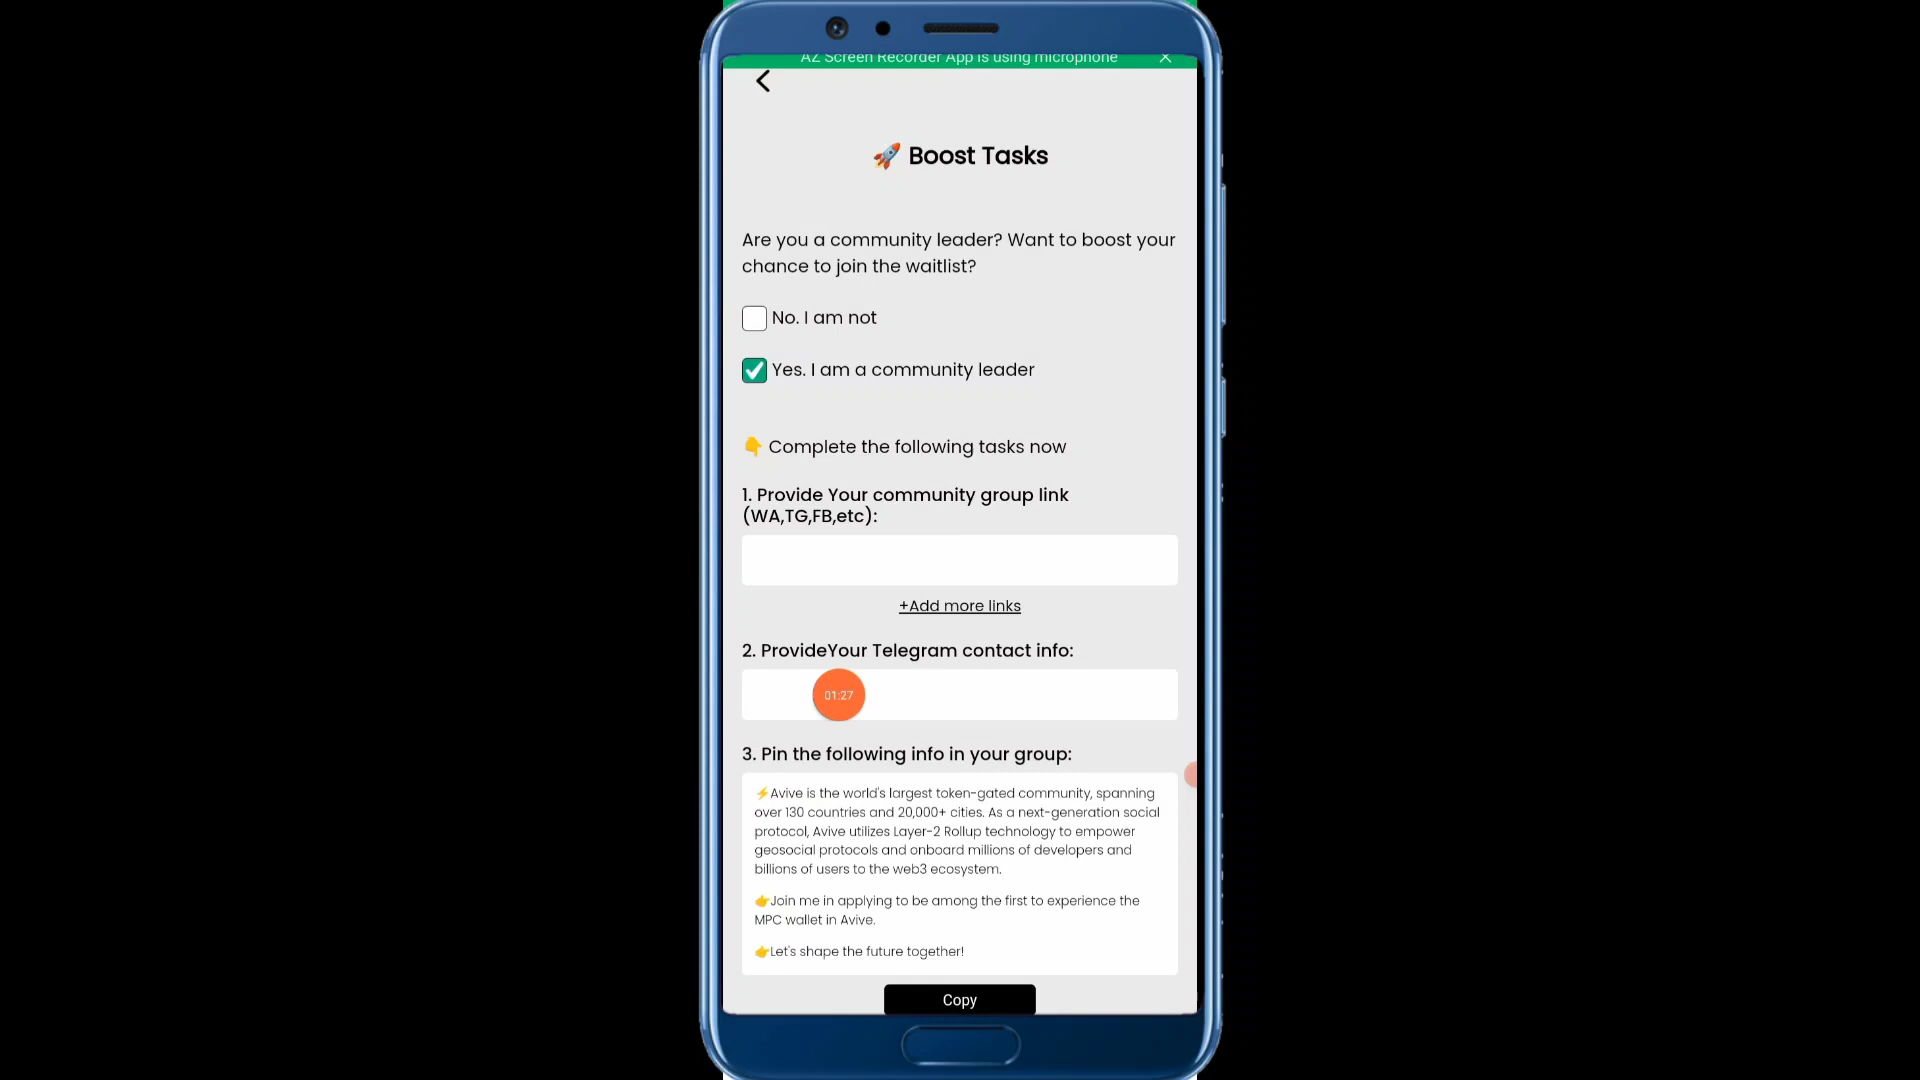 AZ Screen Recorder App is using microphone
🚀 Boost Tasks
Are you a community leader? Want to boost your
chance to join the waitlist?
No. I am not
Yes. I am a community leader
👇 Complete the following tasks now
1. Provide Your community group link
(WA,TG,FB,etc):
+Add more links
2. ProvideYour Telegram contact info:
01:27
3. Pin the following info in your group:
⚡Avive is the world's largest token-gated community, spanning
over 130 countries and 20,000+ cities. As a next-generation social
protocol, Avive utilizes Layer-2 Rollup technology to empower
geosocial protocols and onboard millions of developers and
billions of users to the web3 ecosystem.
👉Join me in applying to be among the first to experience the
MPC wallet in Avive.
👉Let's shape the future together!
Copy